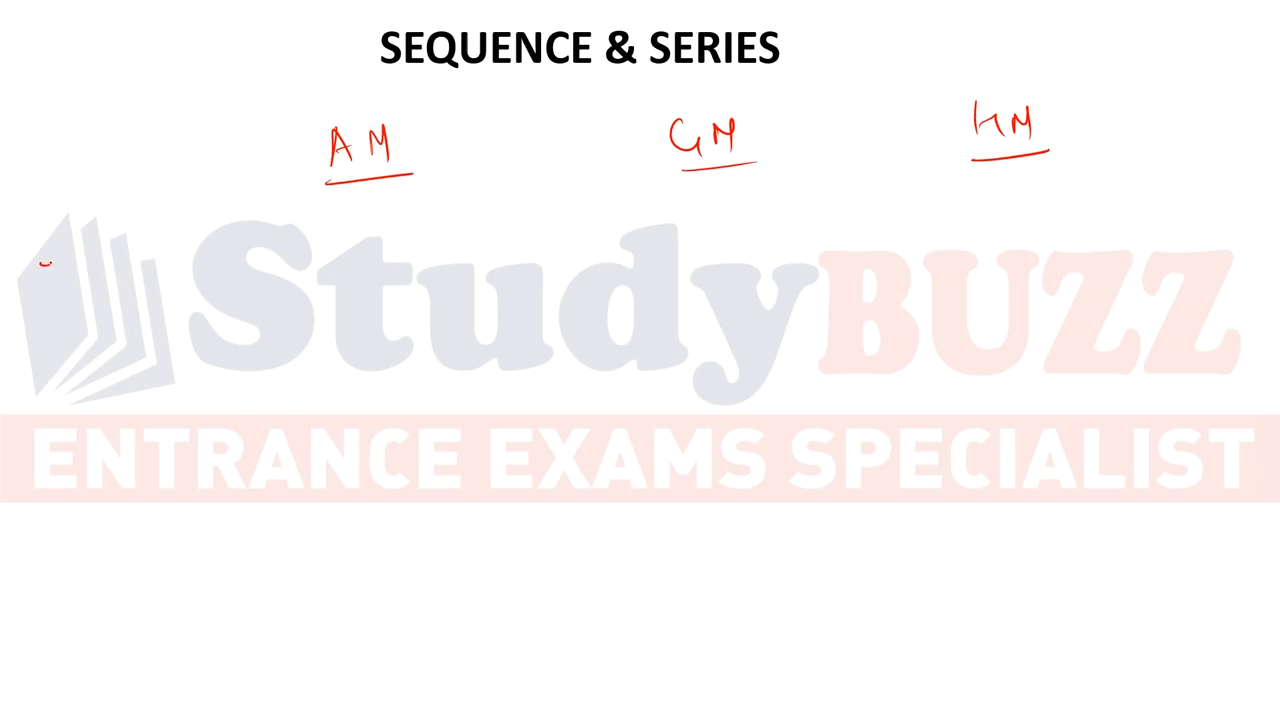 SEQUENCE & SERIES
AM GM HM
StudyBUZZ
ENTRANCE EXAMS SPECIALIST